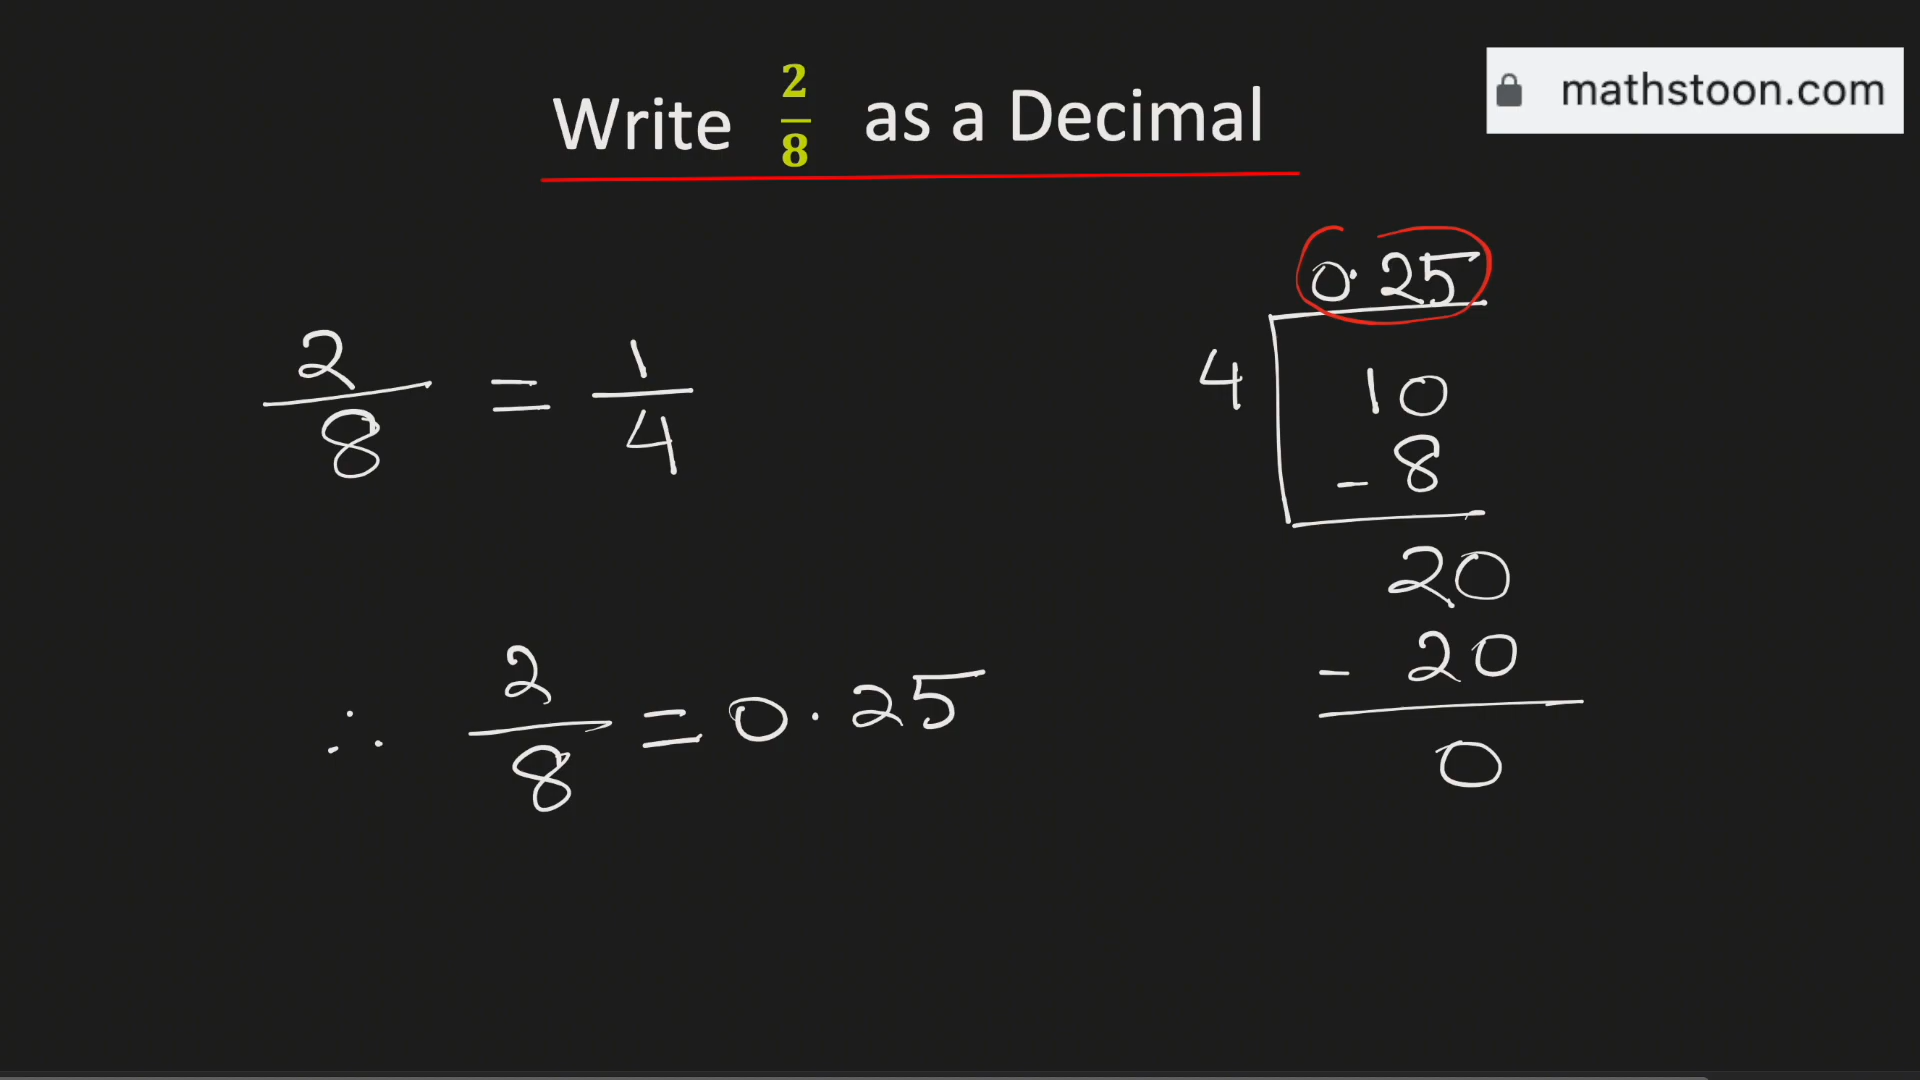 Write 2/8 as a Decimal
mathstoon.com
2/8 = 1/4
∴ 2/8 = 0.25
0.25
4 10
- 8
20
- 20
0